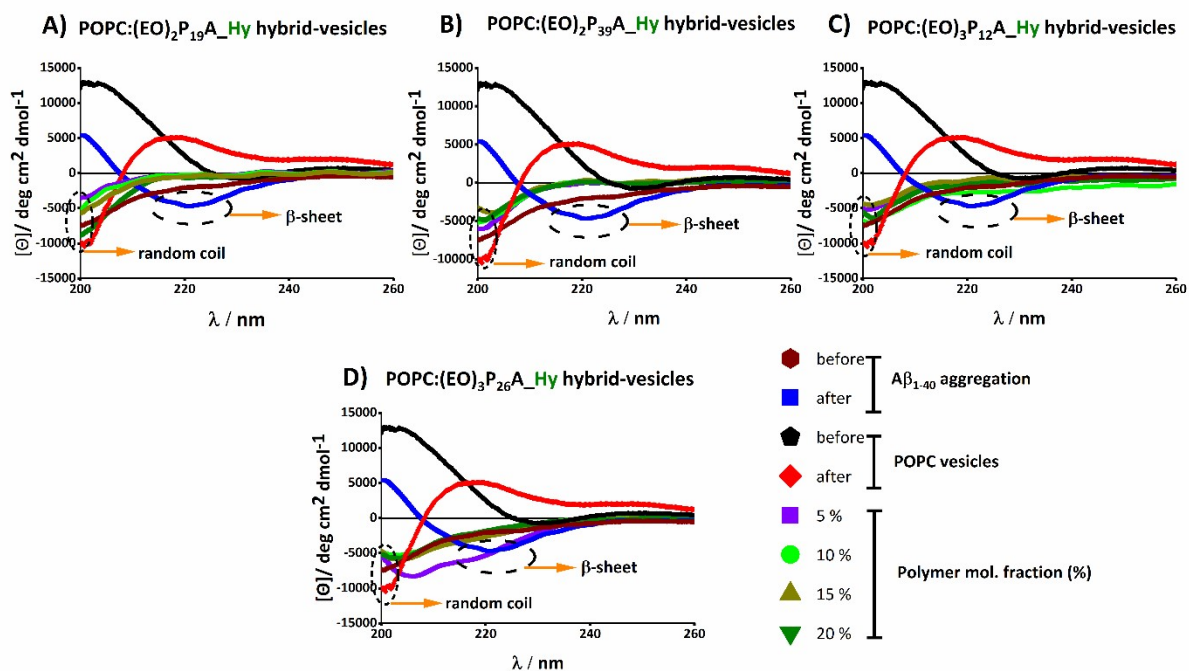 A) POPC:(EO)₂P₁₉A_Hy hybrid-vesicles
15000
10000
5000
0
-5000
-10000
-15000
[Θ]/ deg cm² dmol⁻¹
β-sheet
random coil
200 220 240 260
λ / nm
B) POPC:(EO)₂P₃₉A_Hy hybrid-vesicles
15000
10000
5000
0
-5000
-10000
[Θ]/ deg cm² dmol⁻¹
β-sheet
random coil
200 220 240 260
λ / nm
C) POPC:(EO)₃P₁₂A_Hy hybrid-vesicles
15000
10000
5000
0
-5000
-10000
-15000
[Θ]/ deg cm² dmol⁻¹
β-sheet
random coil
200 220 240 260
λ / nm
D) POPC:(EO)₃P₂₆A_Hy hybrid-vesicles
15000
10000
5000
0
-5000
-10000
-15000
[Θ]/ deg cm² dmol⁻¹
β-sheet
random coil
200 220 240 260
λ / nm
before
after
Aβ₁₋₄₀ aggregation
before
after
POPC vesicles
5 %
10 %
15 %
20 %
Polymer mol. fraction (%)